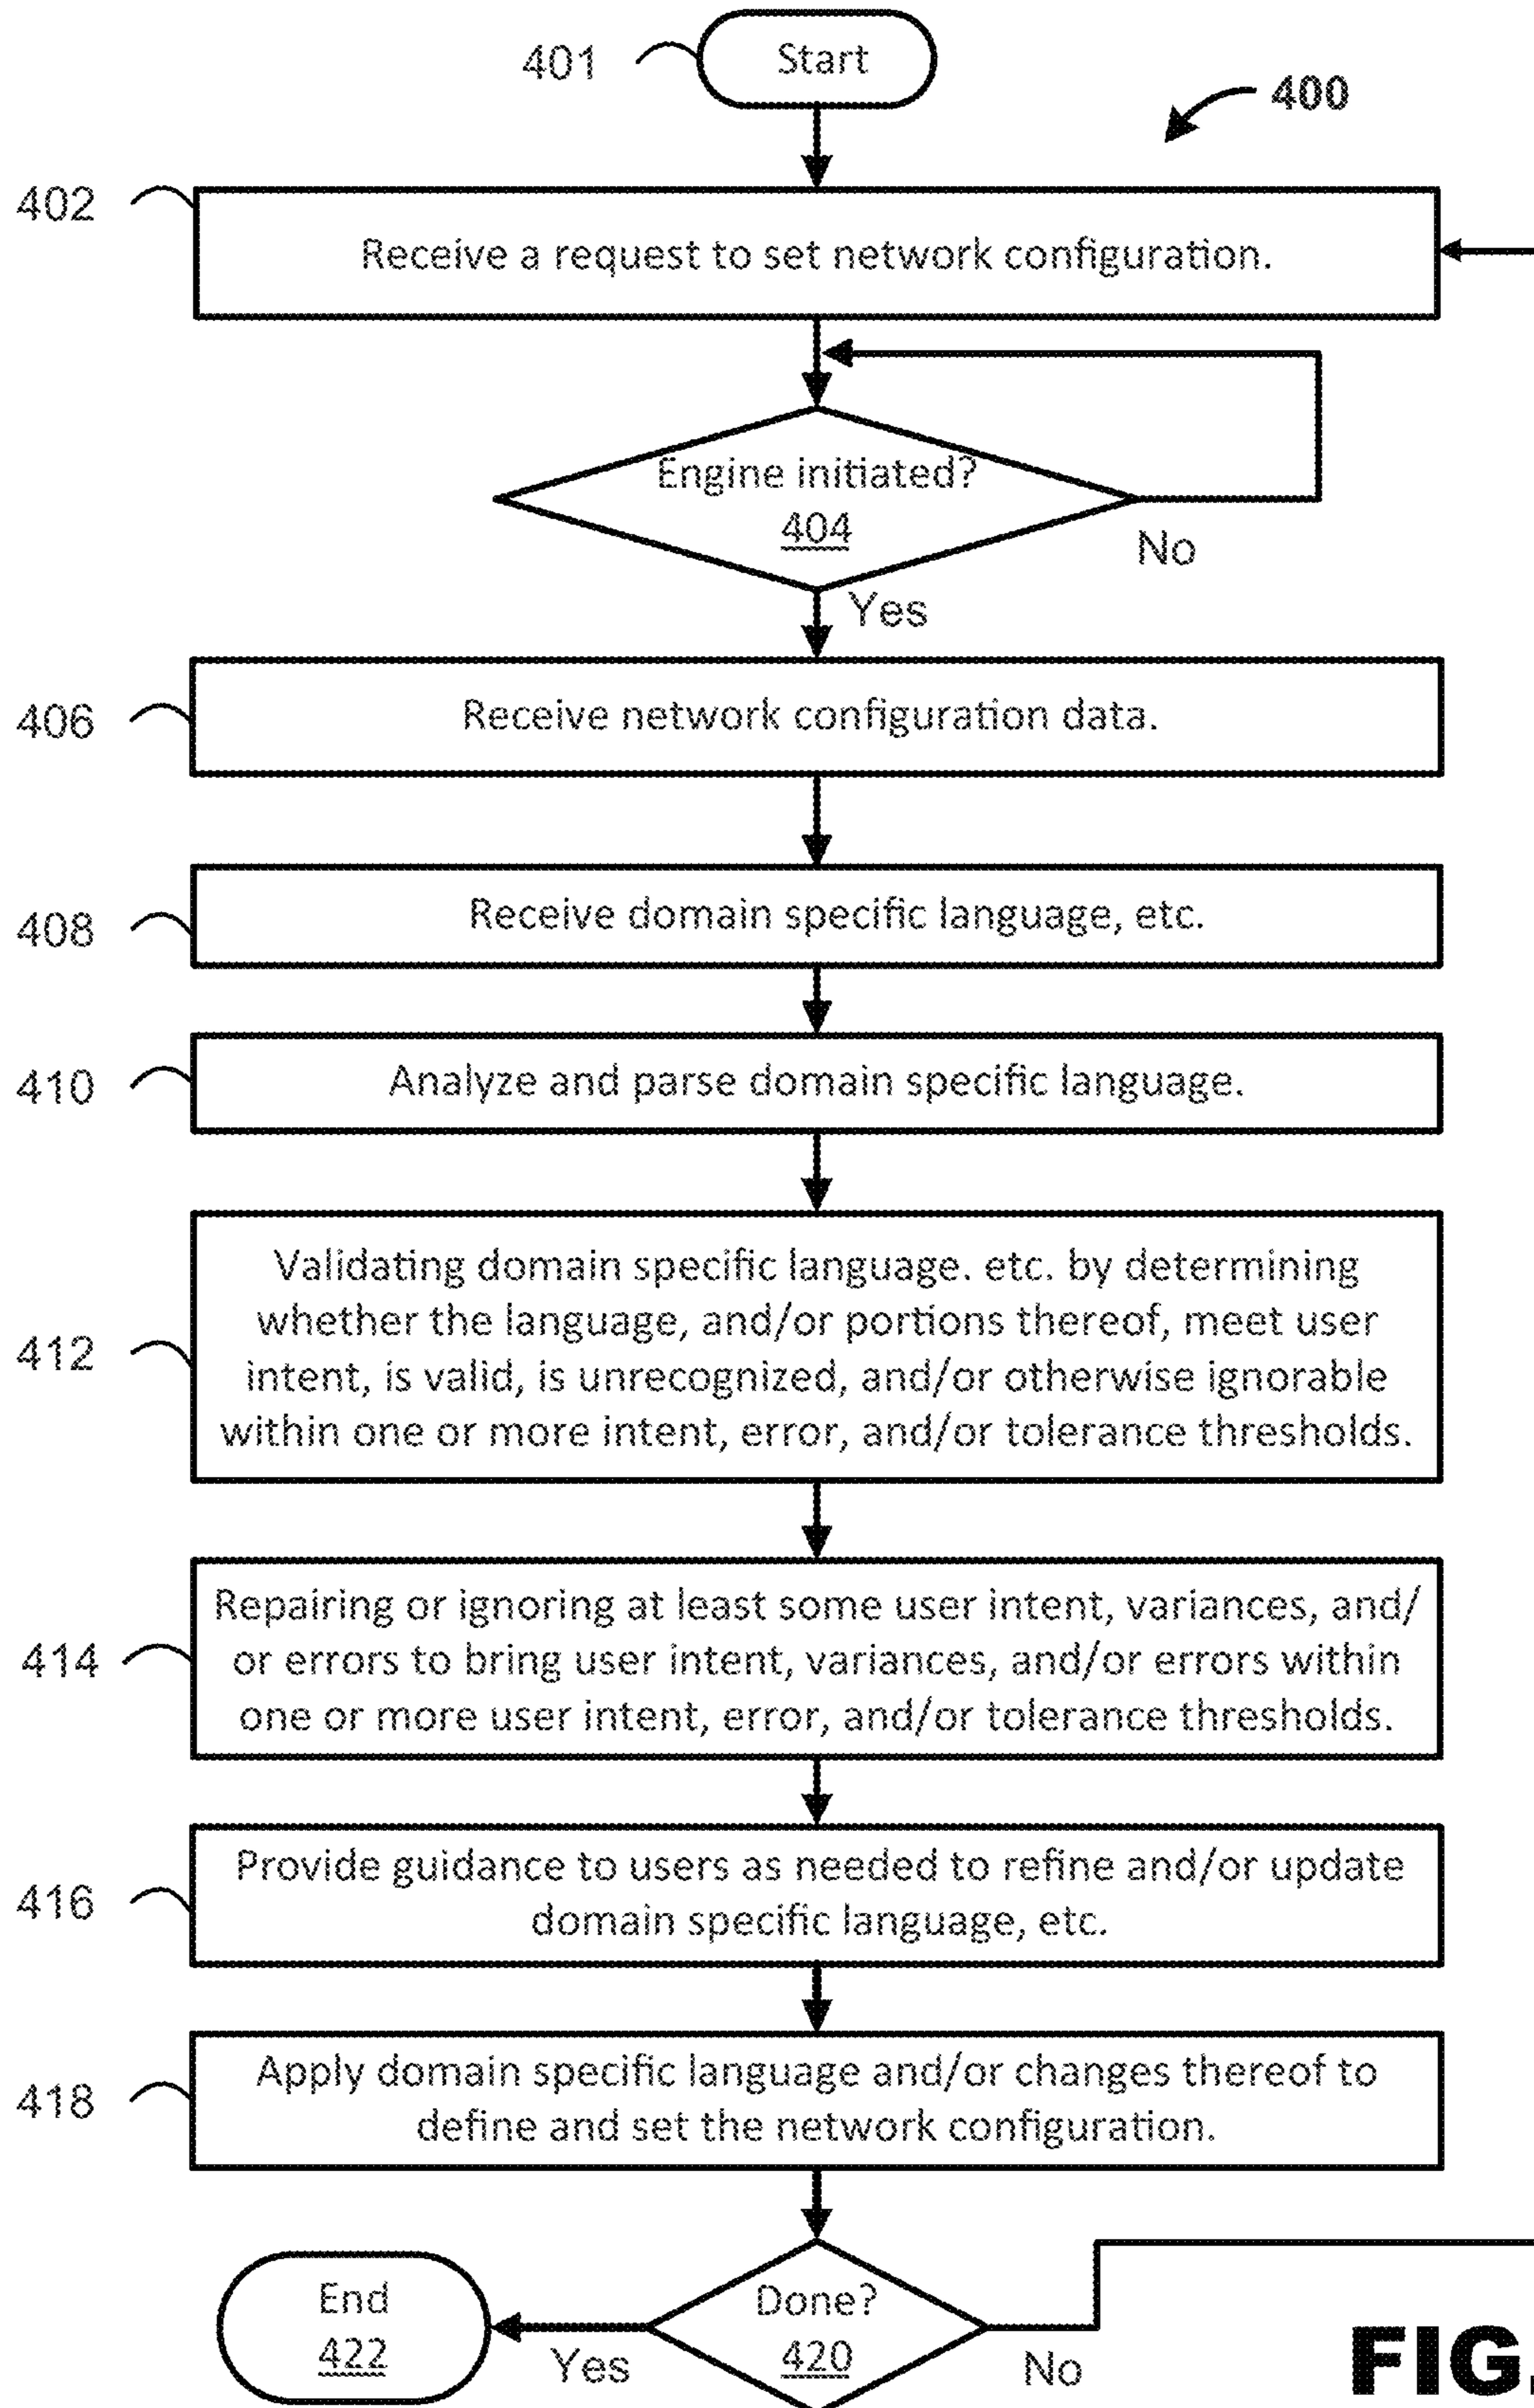 401
Start
400
402
Receive a request to set network configuration.
Engine initiated?
404
No
Yes
406
Receive network configuration data.
408
Receive domain specific language, etc.
410
Analyze and parse domain specific language.
412
Validating domain specific language. etc. by determining
whether the language, and/or portions thereof, meet user
intent, is valid, is unrecognized, and/or otherwise ignorable
within one or more intent, error, and/or tolerance thresholds.
414
Repairing or ignoring at least some user intent, variances, and/
or errors to bring user intent, variances, and/or errors within
one or more user intent, error, and/or tolerance thresholds.
416
Provide guidance to users as needed to refine and/or update
domain specific language, etc.
418
Apply domain specific language and/or changes thereof to
define and set the network configuration.
End
422
Yes
Done?
420
No
FIG.